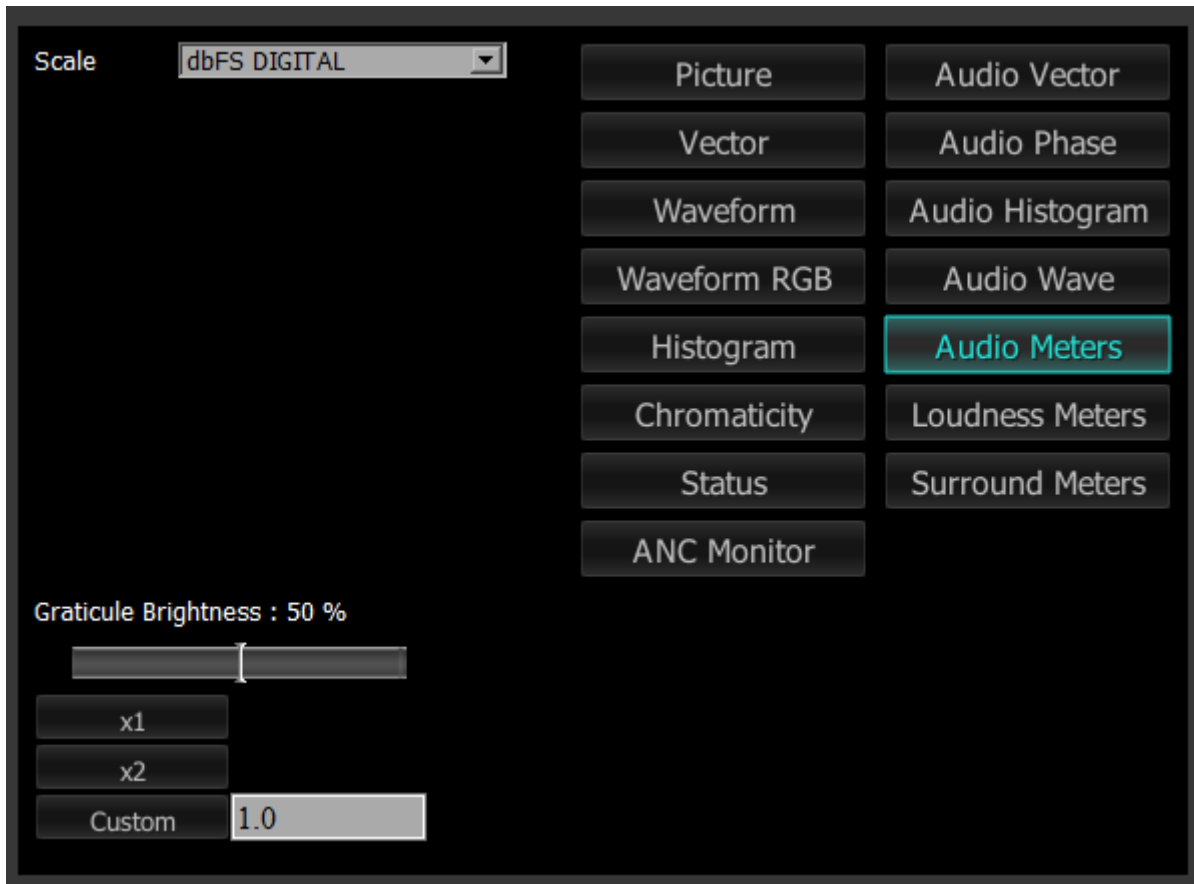 Scale dbFS DIGITAL
Picture Audio Vector
Vector Audio Phase
Waveform Audio Histogram
Waveform RGB Audio Wave
Histogram Audio Meters
Chromaticity Loudness Meters
Status Surround Meters
ANC Monitor
Graticule Brightness : 50 %
x1
x2
Custom 1.0